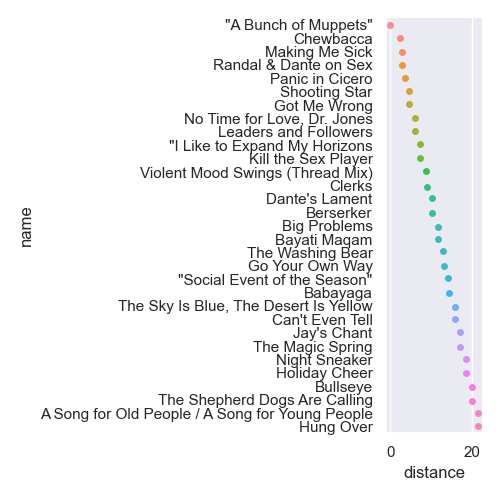 "A Bunch of Muppets"
Chewbacca
Making Me Sick
Randal & Dante on Sex
Panic in Cicero
Shooting Star
Got Me Wrong
No Time for Love, Dr. Jones
Leaders and Followers
"I Like to Expand My Horizons
Kill the Sex Player
Violent Mood Swings (Thread Mix)
Clerks
Dante's Lament
Berserker
Big Problems
Bayati Maqam
The Washing Bear
Go Your Own Way
"Social Event of the Season"
Babayaga
The Sky Is Blue, The Desert Is Yellow
Can't Even Tell
Jay's Chant
The Magic Spring
Night Sneaker
Holiday Cheer
Bullseye
The Shepherd Dogs Are Calling
A Song for Old People / A Song for Young People
Hung Over
name
0 20
distance